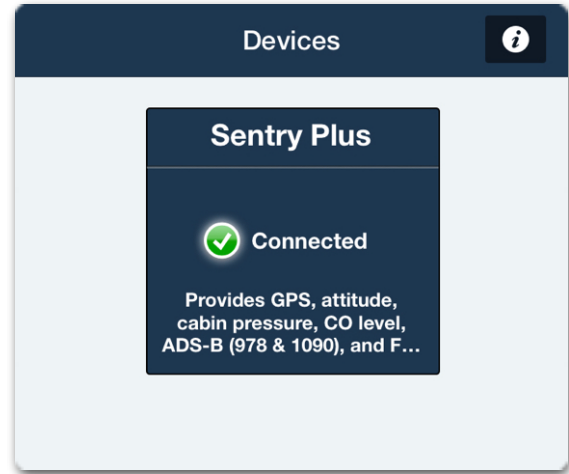 Devices
i
Sentry Plus
Connected
Provides GPS, attitude,
cabin pressure, CO level,
ADS-B (978 & 1090), and F...